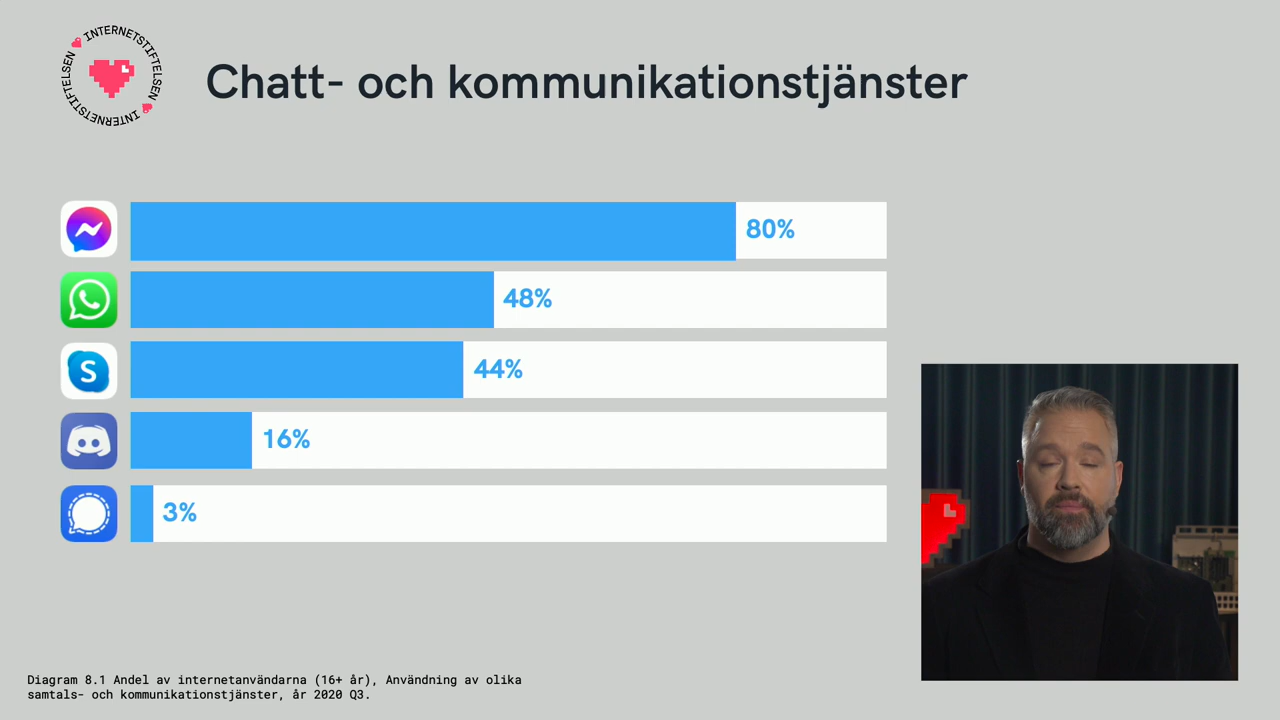 INTERNETSTIFTELSEN INTERNETSTIFTELSEN
Chatt- och kommunikationstjänster
80%
48%
S
44%
16%
3%
Diagram 8.1 Andel av internetanvändarna (16+ år), Användning av olika
samtals- och kommunikationstjänster, år 2020 Q3.